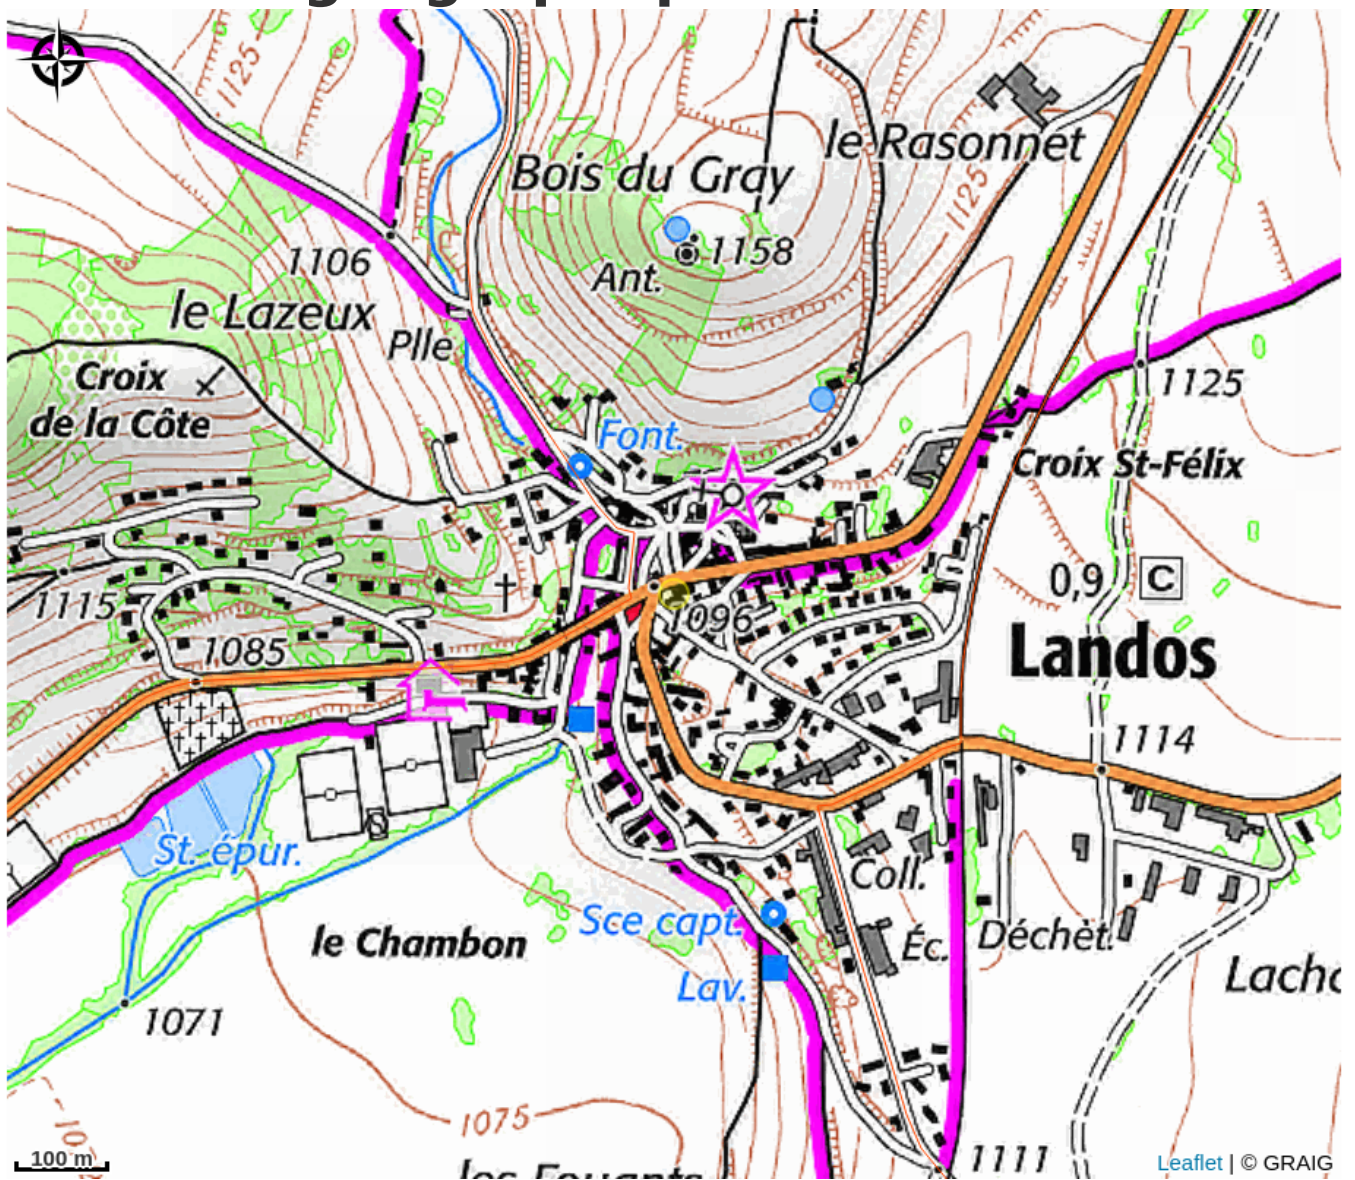 1125
le Rasonnet
Bois du Gray
1125
1106
1158
Ant.
le Lazeux
Plle
Croix
de la Côte
1125
Font.
Croix St-Félix
0,9 C
1115
1096
1085
Landos
1114
St. épur.
Coll.
Sce capt.
Éc.
Déchèt.
le Chambon
Lav.
1071
1075
1111
100 m
Leaflet | © GRAIG